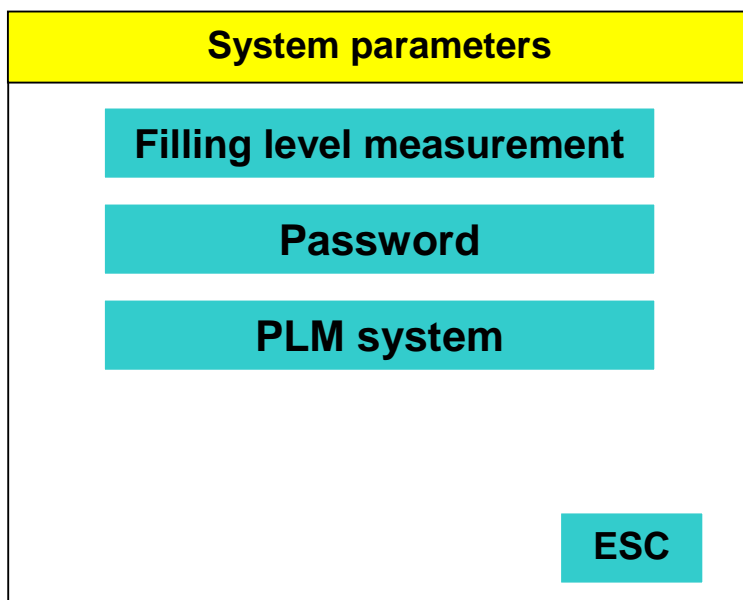 System parameters
Filling level measurement
Password
PLM system
ESC